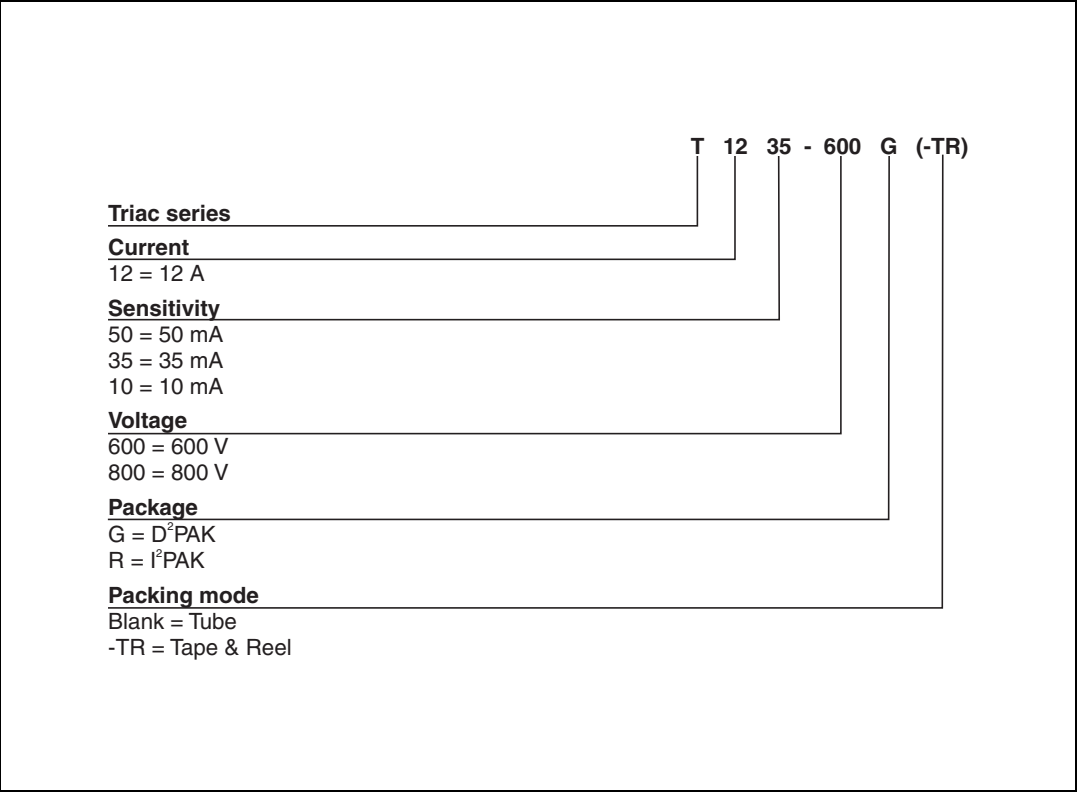 T 12 35 - 600 G (-TR)
Triac series
Current
12 = 12 A
Sensitivity
50 = 50 mA
35 = 35 mA
10 = 10 mA
Voltage
600 = 600 V
800 = 800 V
Package
G = D²PAK
R = I²PAK
Packing mode
Blank = Tube
-TR = Tape & Reel